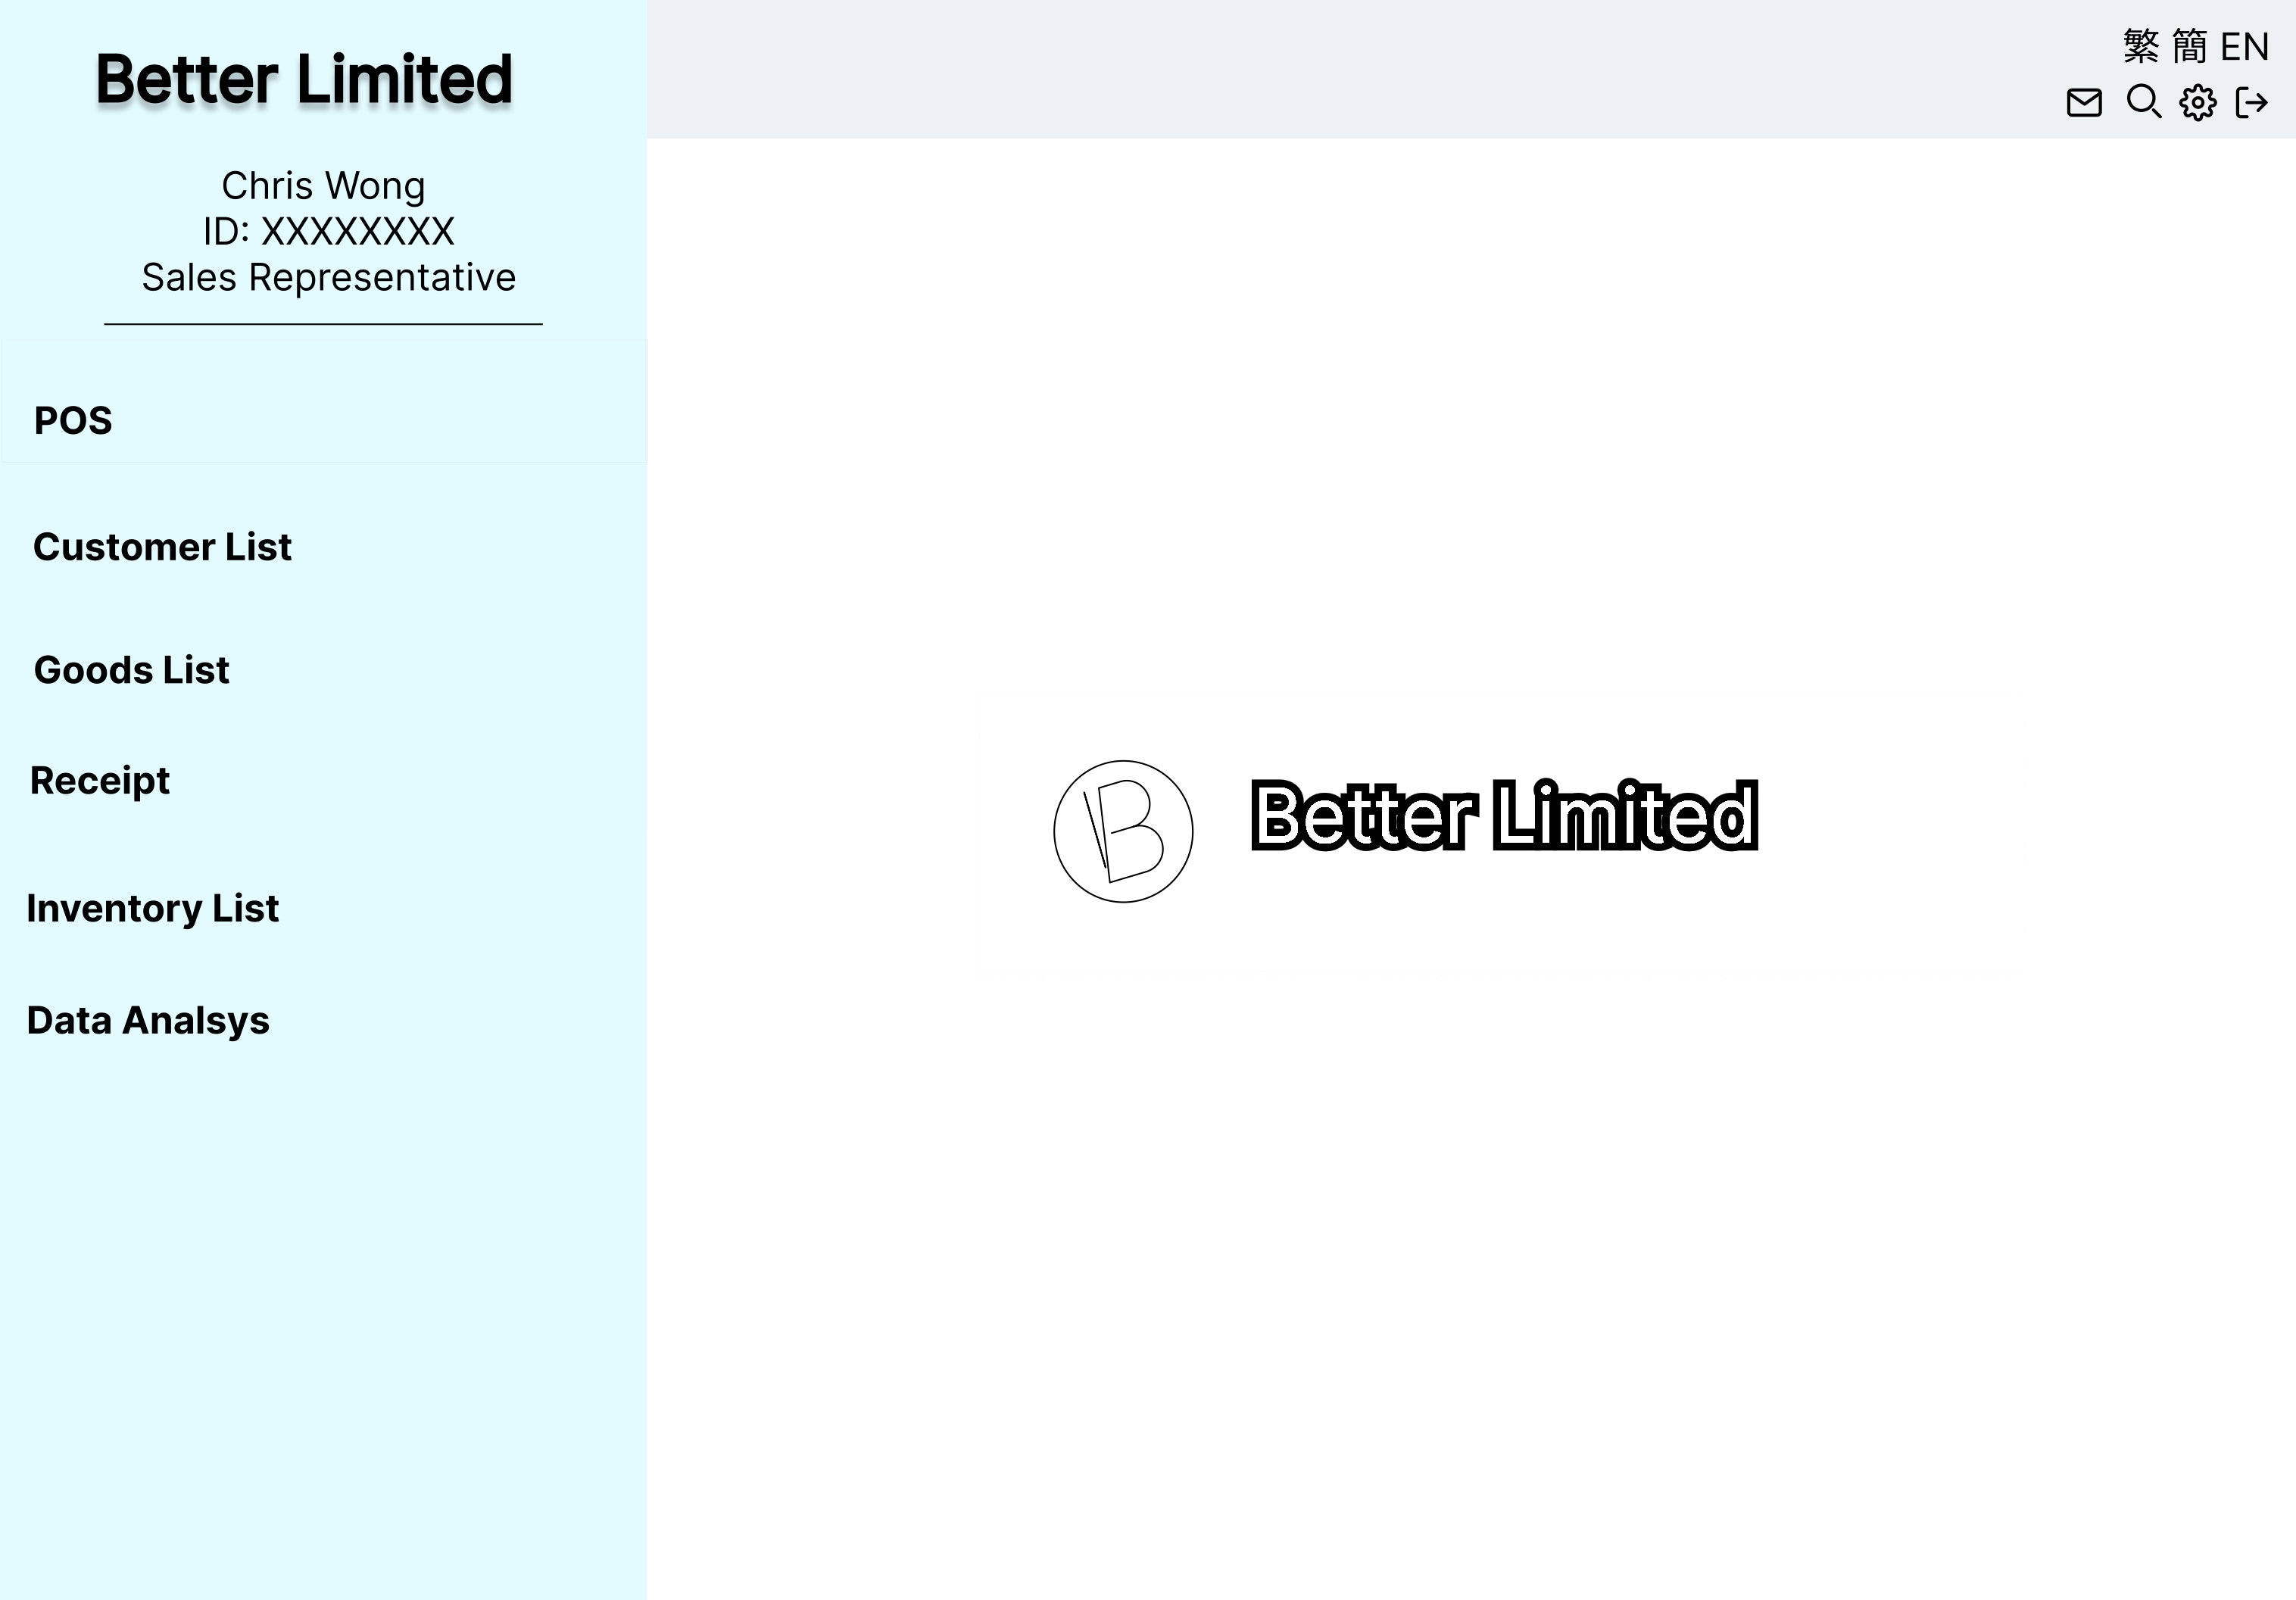 Better Limited
繁 簡 EN
Chris Wong
ID: XXXXXXXX
Sales Representative
POS
Customer List
Goods List
Receipt
B Better Limited
Inventory List
Data Analsys